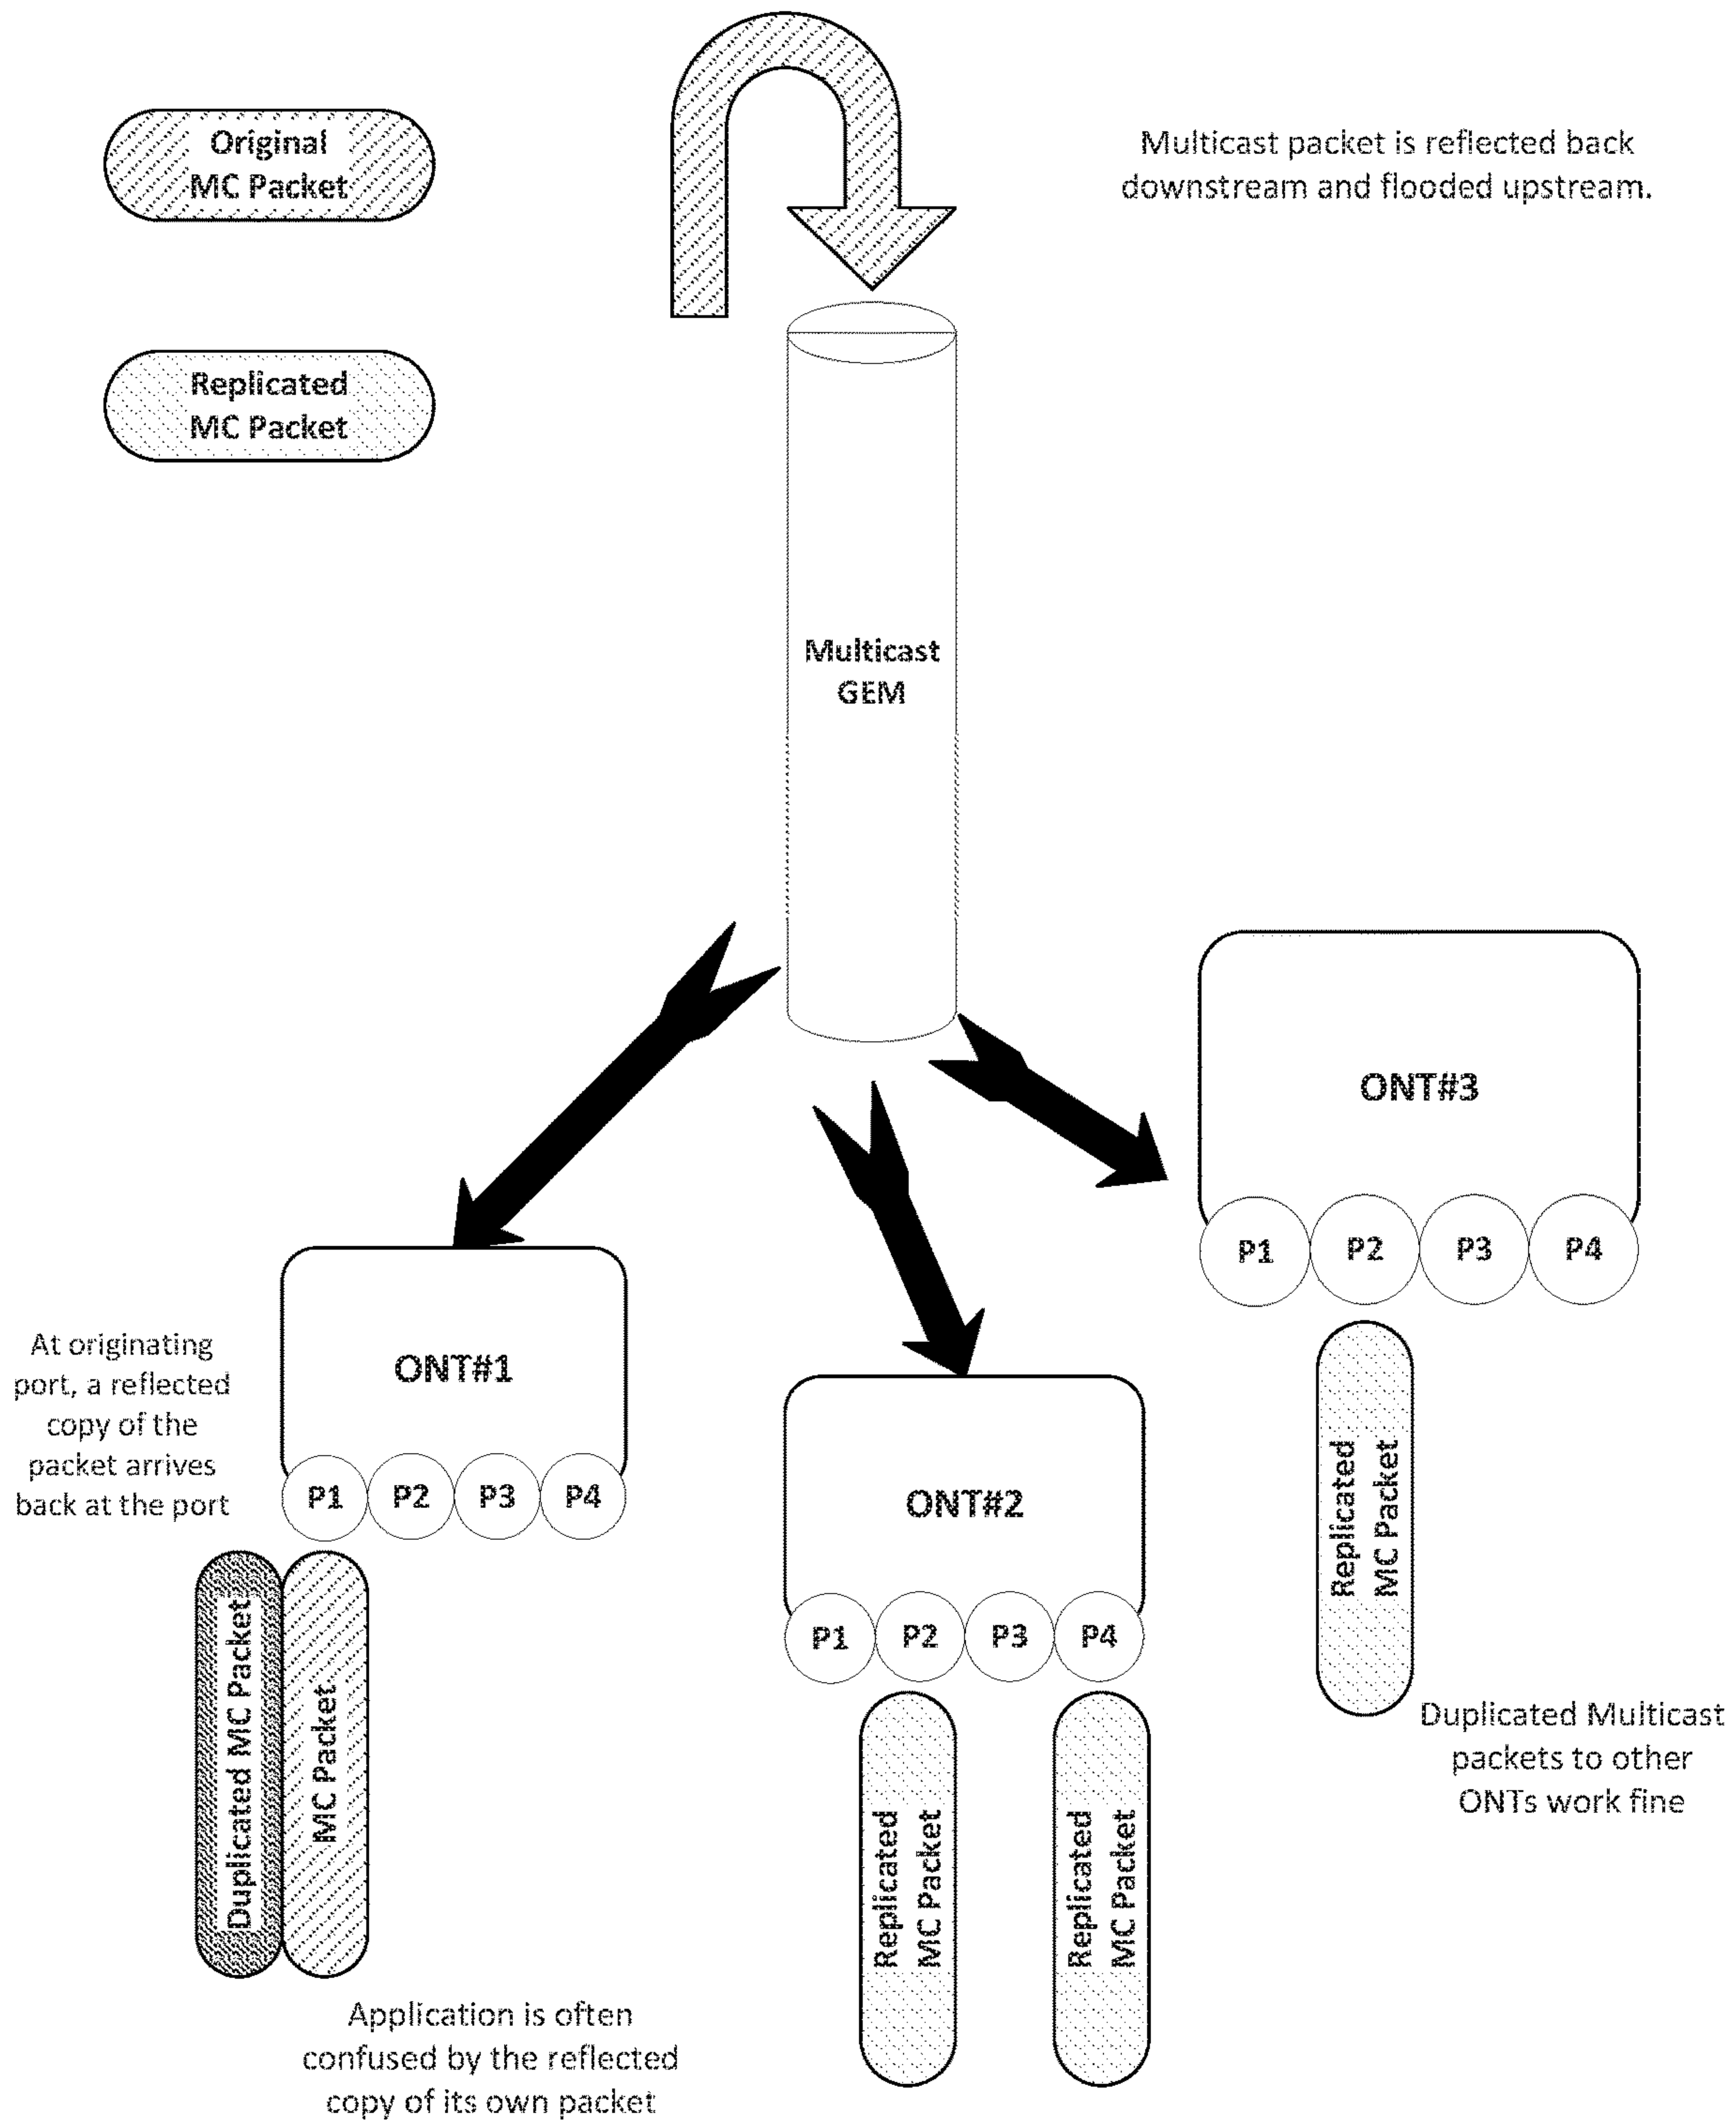 Original
MC Packet
Multicast packet is reflected back
downstream and flooded upstream.
Replicated
MC Packet
Multicast
GEM
ONT#3
P1 P2 P3 P4
At originating
port, a reflected
copy of the
packet arrives
back at the port
ONT#1
P1 P2 P3 P4
ONT#2
P1 P2 P3 P4
Replicated
MC Packet
Duplicated MC Packet
MC Packet
Replicated
MC Packet
Replicated
MC Packet
Duplicated Multicast
packets to other
ONTs work fine
Application is often
confused by the reflected
copy of its own packet